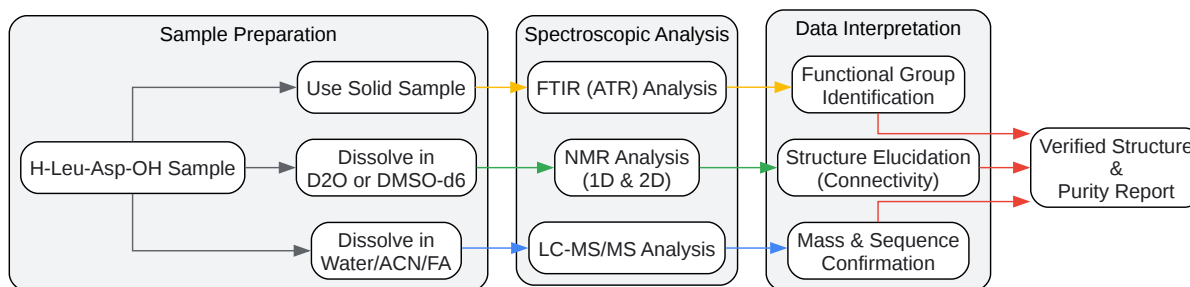 Sample Preparation
Spectroscopic Analysis
Data Interpretation
Use Solid Sample
FTIR (ATR) Analysis
Functional Group
Identification
H-Leu-Asp-OH Sample
Dissolve in
D2O or DMSO-d6
NMR Analysis
(1D & 2D)
Structure Elucidation
(Connectivity)
Verified Structure
&
Purity Report
Dissolve in
Water/ACN/FA
LC-MS/MS Analysis
Mass & Sequence
Confirmation